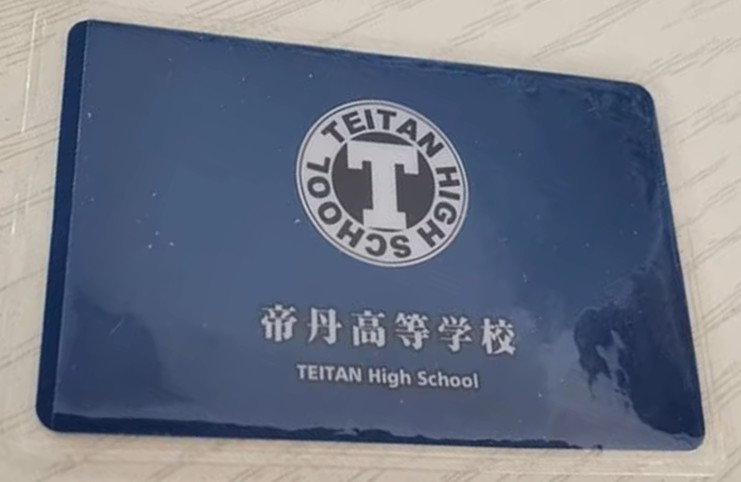 TEITAN HIGH SCHOOL
T
帝丹高等学校
TEITAN High School